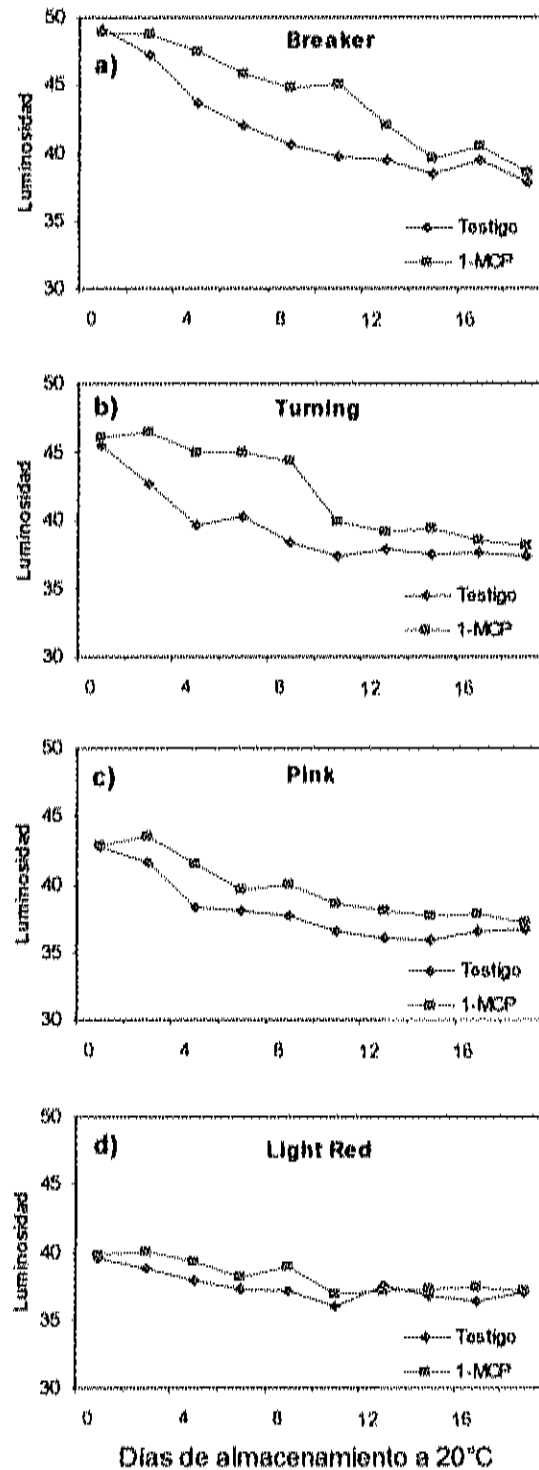 50
Breaker
a)
45
40
35
30
Luminosidad
Testigo
1-MCP
0 4 8 12 16
50
b)
Turning
45
40
35
30
Luminosidad
Testigo
1-MCP
0 4 8 12 16
50
c)
Pink
45
40
35
30
Luminosidad
Testigo
1-MCP
0 4 8 12 16
50
d)
Light Red
45
40
35
30
Luminosidad
Testigo
1-MCP
0 4 8 12 16
Días de almacenamiento a 20°C